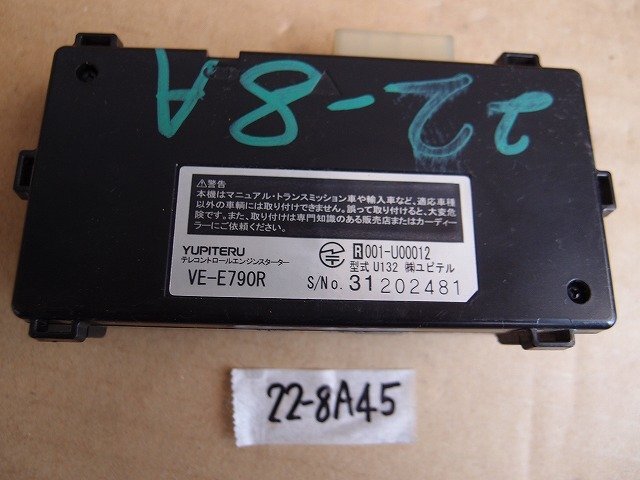 22-8
A
⚠警告
本機はマニュアル・トランスミッション車や輸入車など、適応車種
以外の車輌には取り付けできません。誤って取り付けると、大変危
険です。また、取り付けは専門知識のある販売店またはカーディー
ラーにご依頼ください。
YUPITERU
テレコントロールエンジンスターター
VE-E790R
R 001-U00012
型式 U132 ㈱ユピテル
S/No. 31202481
22-8A45